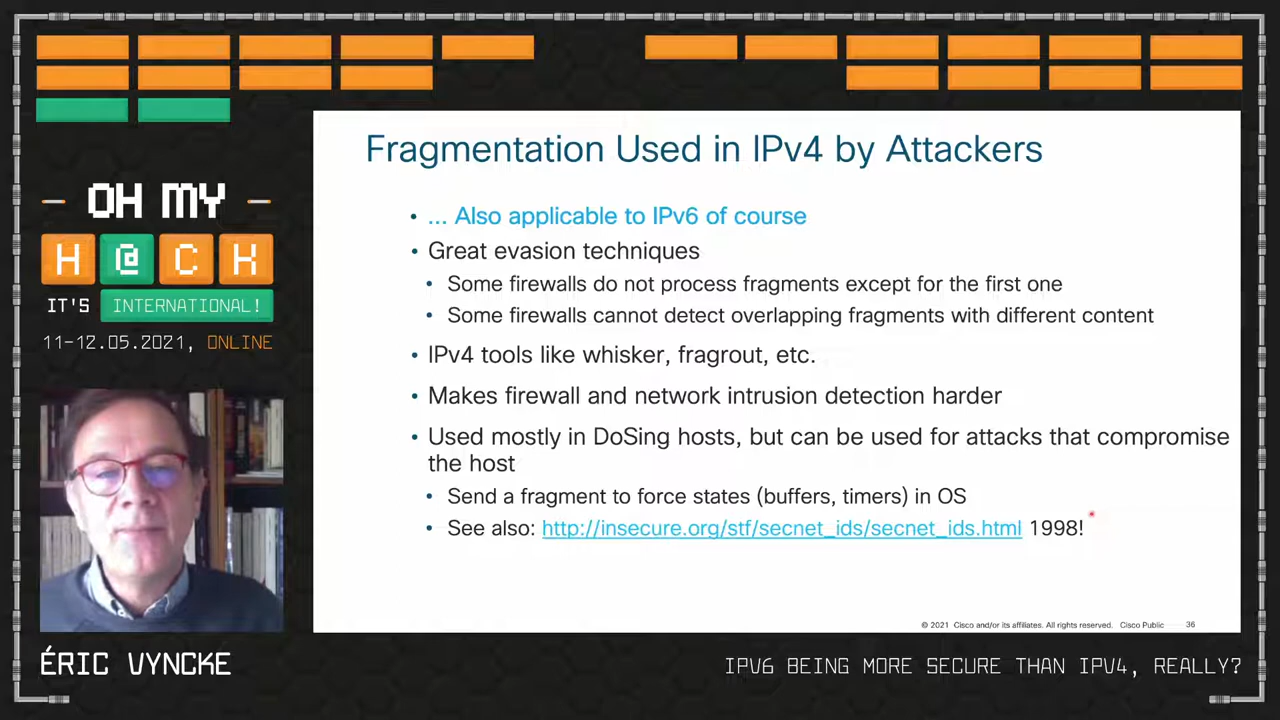 OH MY
H@CK
IT'S INTERNATIONAL!
11-12.05.2021, ONLINE
Fragmentation Used in IPv4 by Attackers
• ... Also applicable to IPv6 of course
• Great evasion techniques
• Some firewalls do not process fragments except for the first one
• Some firewalls cannot detect overlapping fragments with different content
• IPv4 tools like whisker, fragrout, etc.
• Makes firewall and network intrusion detection harder
• Used mostly in DoSing hosts, but can be used for attacks that compromise
the host
• Send a fragment to force states (buffers, timers) in OS
• See also: http://insecure.org/stf/secnet_ids/secnet_ids.html 1998!
© 2021 Cisco and/or its affiliates. All rights reserved. Cisco Public 36
ÉRIC VYNCKE
IPV6 BEING MORE SECURE THAN IPV4, REALLY?